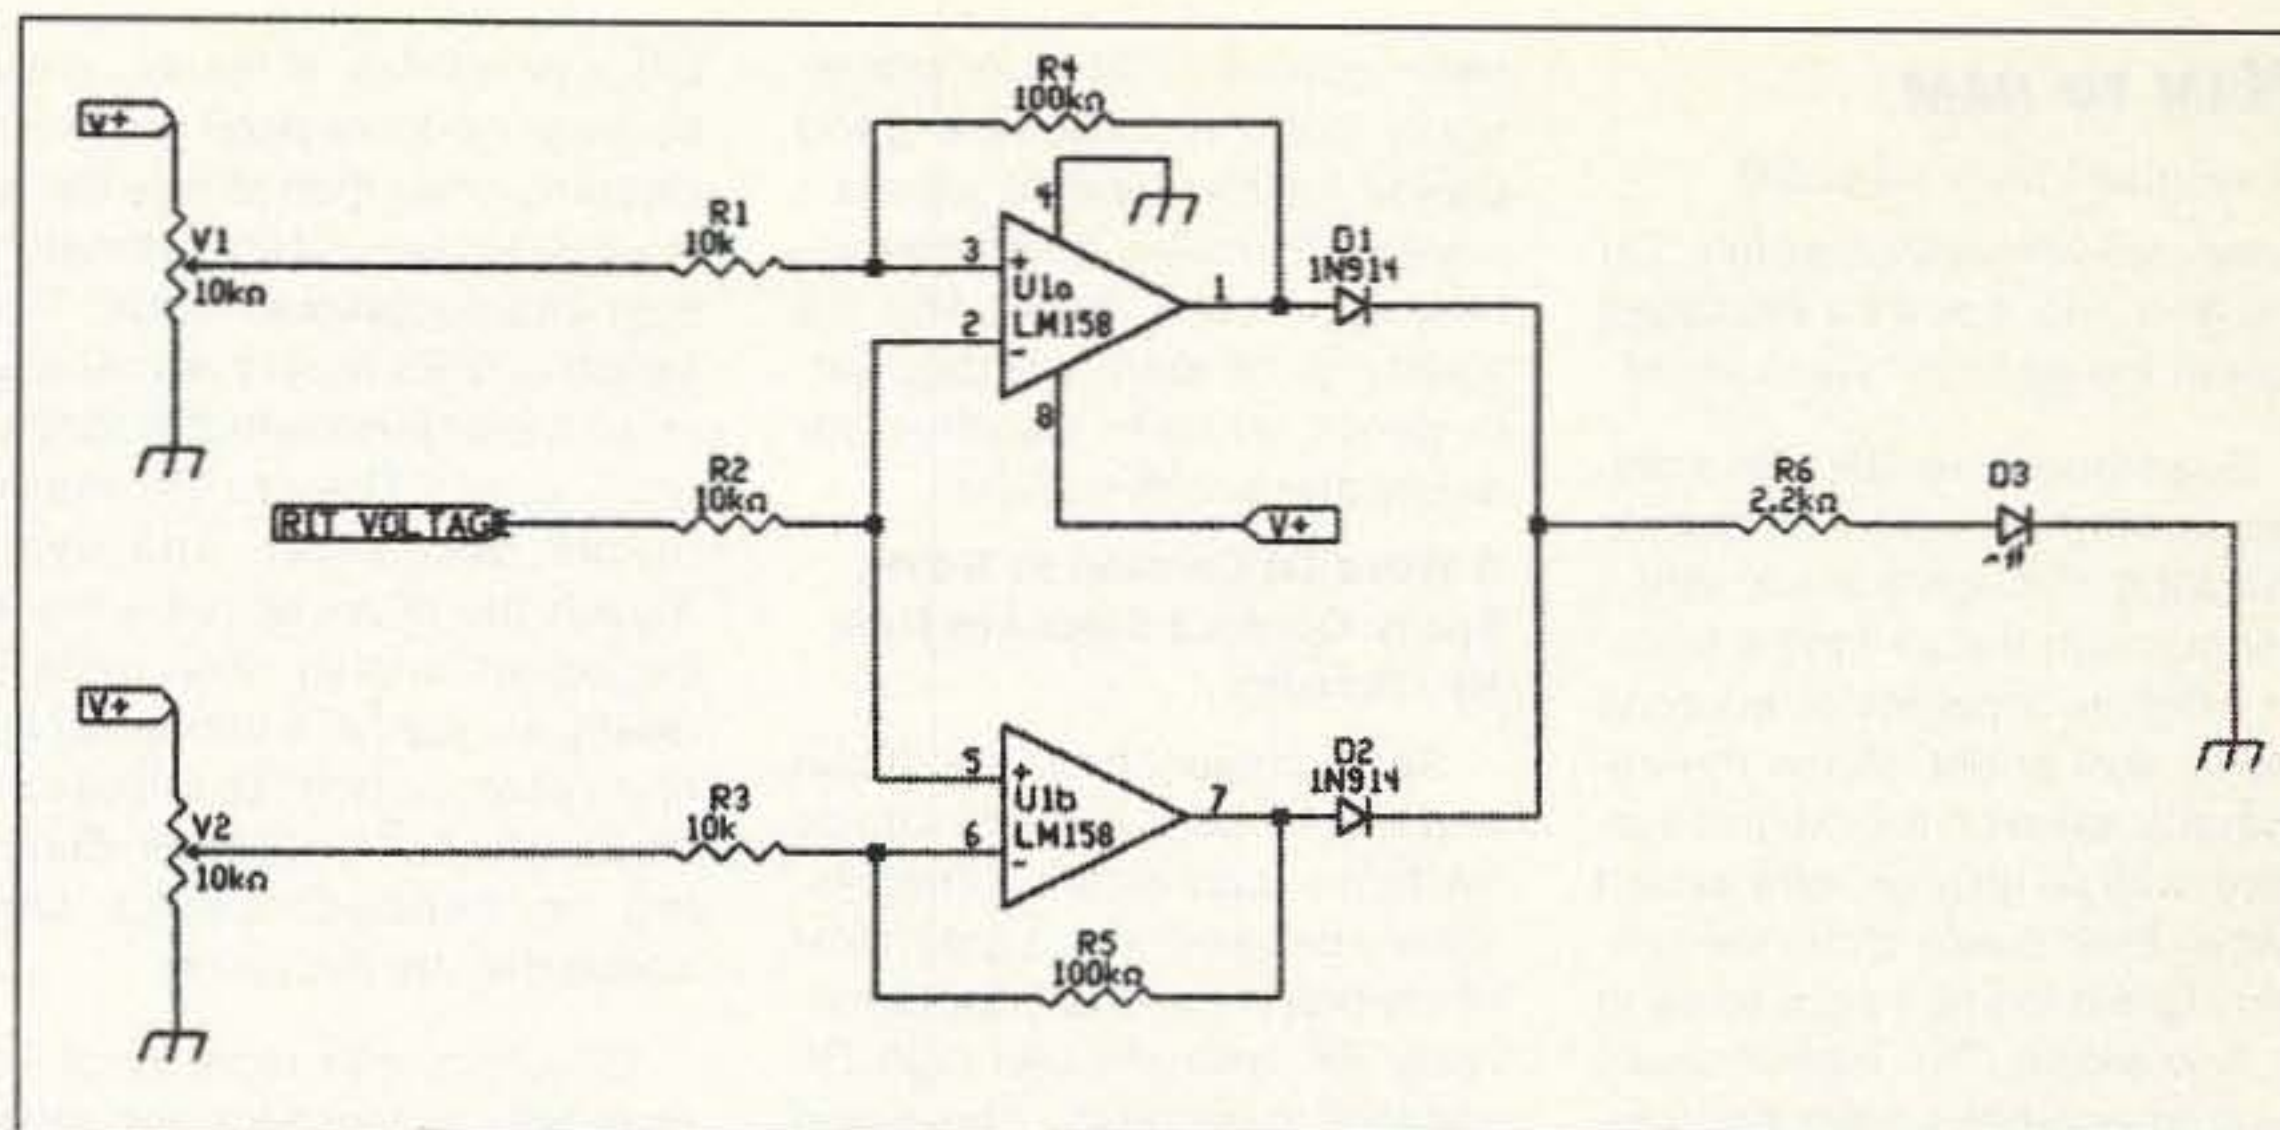 V+
V1
10kΩ
R1
10k
R4
100kΩ
4
3
+
U1a
LM158
2
-
8
1
D1
1N914
V+
RIT VOLTAGE
R2
10kΩ
R6
2.2kΩ
D3
V+
V2
10kΩ
R3
10k
5
+
U1b
LM158
6
-
7
D2
1N914
R5
100kΩ